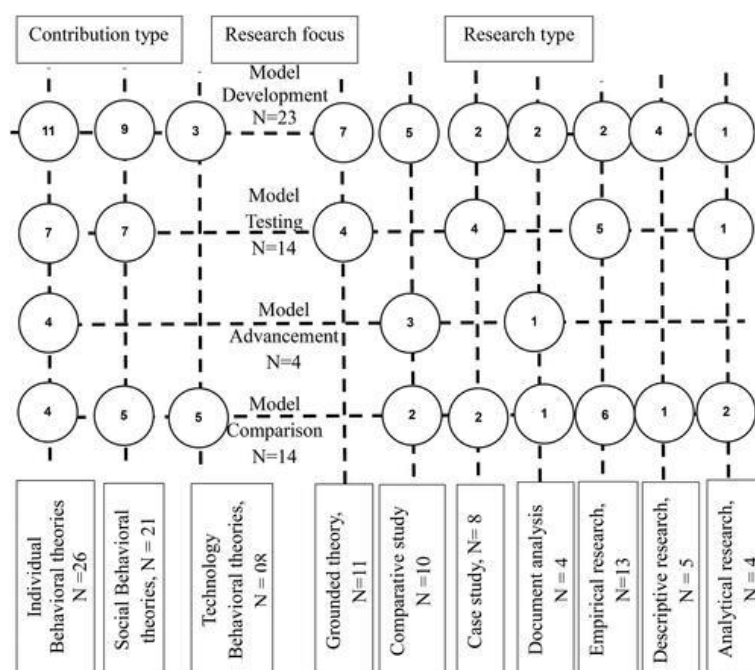 Contribution type
Research focus
Research type
Model
Development
N=23
11
9
3
7
5
2
2
2
4
1
Model
Testing
N=14
7
7
4
4
5
1
Model
Advancement
N=4
4
3
1
Model
Comparison
N=14
4
5
5
2
2
1
6
1
2
Individual
Behavioral theories
N =26
Social Behavioral
theories, N = 21
Technology
Behavioral theories,
N = 08
Grounded theory,
N =11
Comparative study
N =10
Case study, N= 8
Document analysis
N = 4
Empirical research,
N=13
Descriptive research,
N = 5
Analytical research,
N = 4